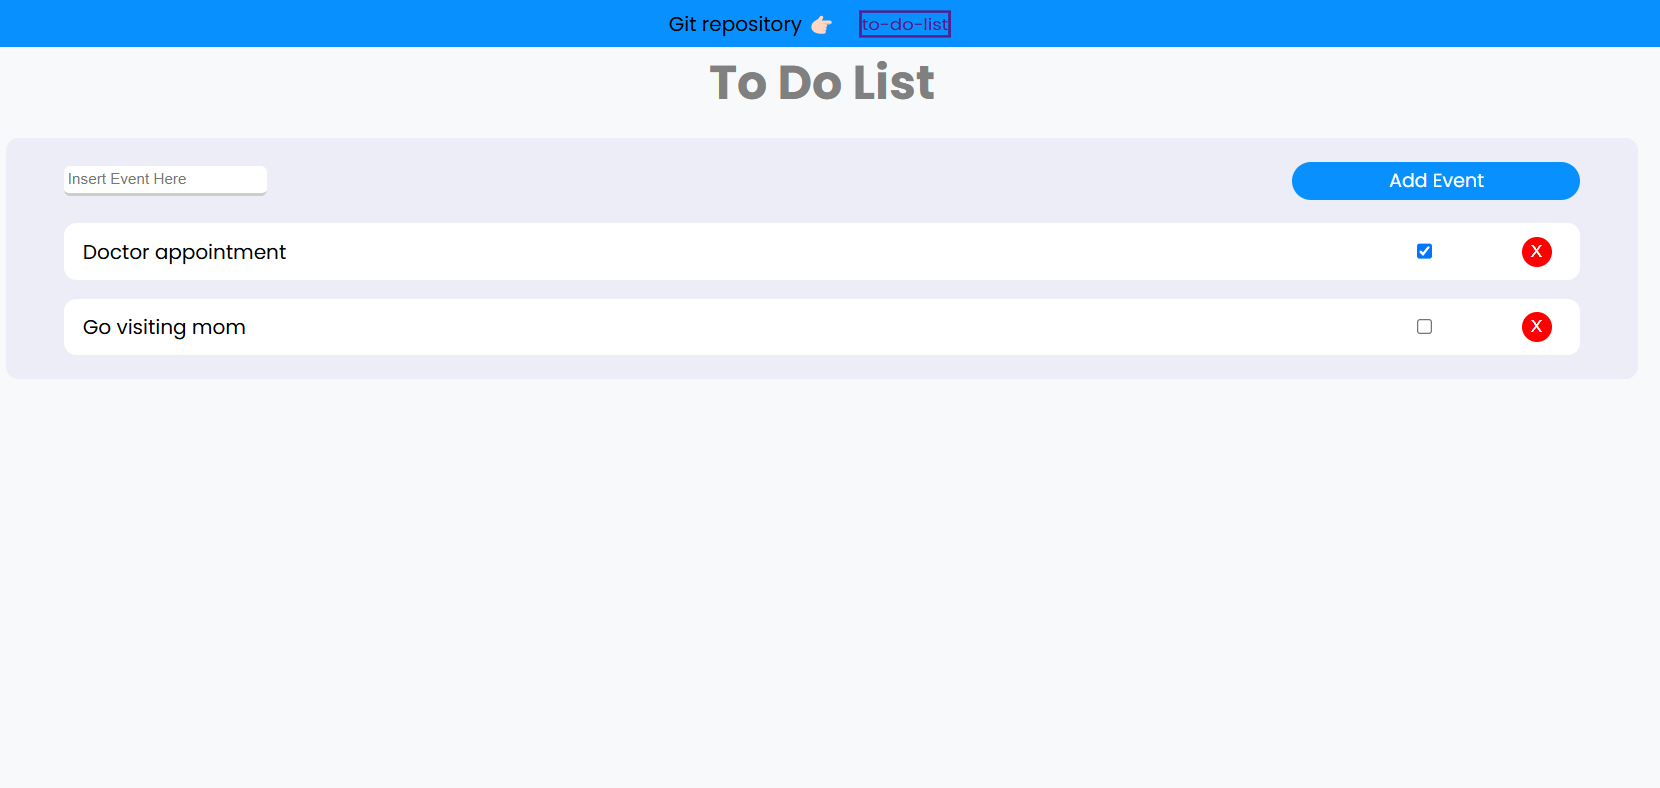 Git repository 👉🏻 to-do-list
To Do List
Insert Event Here
Add Event
Doctor appointment
X
Go visiting mom
X